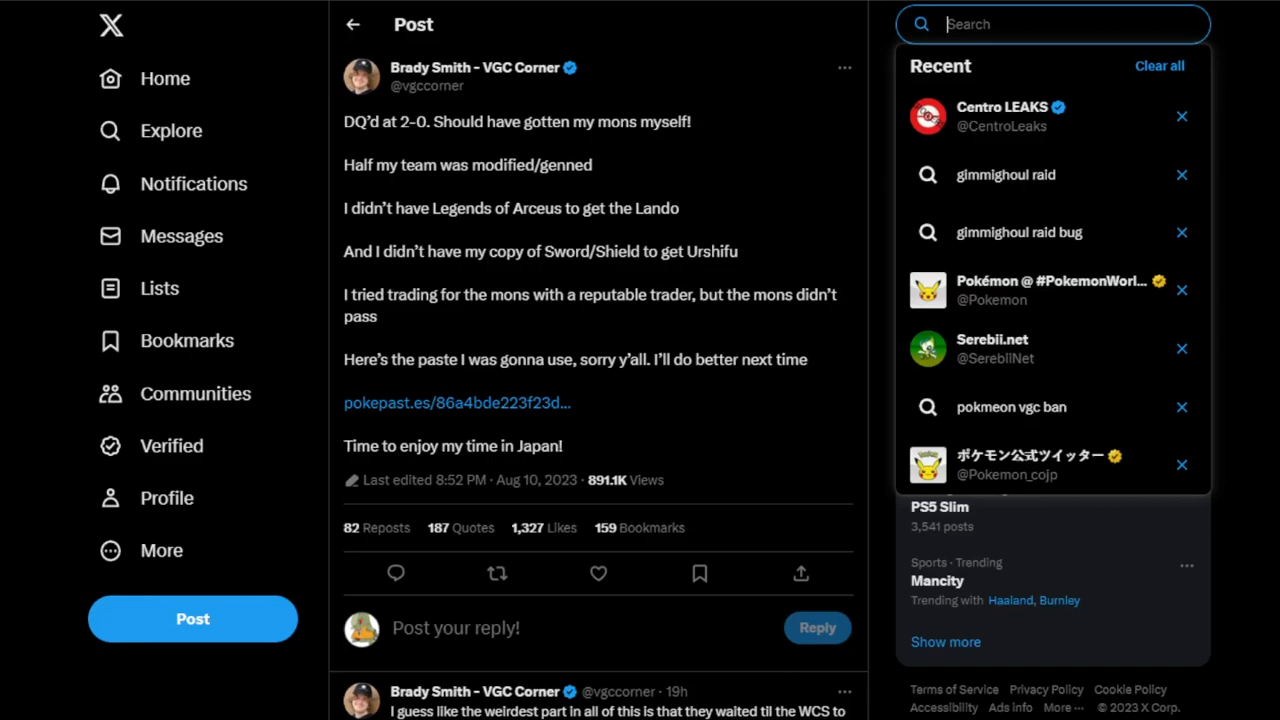 Home
Explore
Notifications
Messages
Lists
Bookmarks
Communities
Verified
Profile
More
Post
Post
Brady Smith - VGC Corner
@vgccorner
DQ'd at 2-0. Should have gotten my mons myself!
Half my team was modified/genned
I didn't have Legends of Arceus to get the Lando
And I didn't have my copy of Sword/Shield to get Urshifu
I tried trading for the mons with a reputable trader, but the mons didn't
pass
Here's the paste I was gonna use, sorry y'all. I'll do better next time
pokepast.es/86a4bde223f23d...
Time to enjoy my time in Japan!
Last edited 8:52 PM · Aug 10, 2023 · 891.1K Views
82 Reposts 187 Quotes 1,327 Likes 159 Bookmarks
Post your reply! Reply
Brady Smith - VGC Corner @vgccorner · 19h
I guess like the weirdest part in all of this is that they waited til the WCS to
Search
Recent Clear all
Centro LEAKS
@CentroLeaks
gimmighoul raid
gimmighoul raid bug
Pokémon @ #PokemonWorl...
@Pokemon
Serebii.net
@SerebiiNet
pokmeon vgc ban
ポケモン公式ツイッター
@Pokemon_cojp
PS5 Slim
3,541 posts
Sports · Trending
Mancity
Trending with Haaland, Burnley
Show more
Terms of Service Privacy Policy Cookie Policy
Accessibility Ads info More ··· © 2023 X Corp.